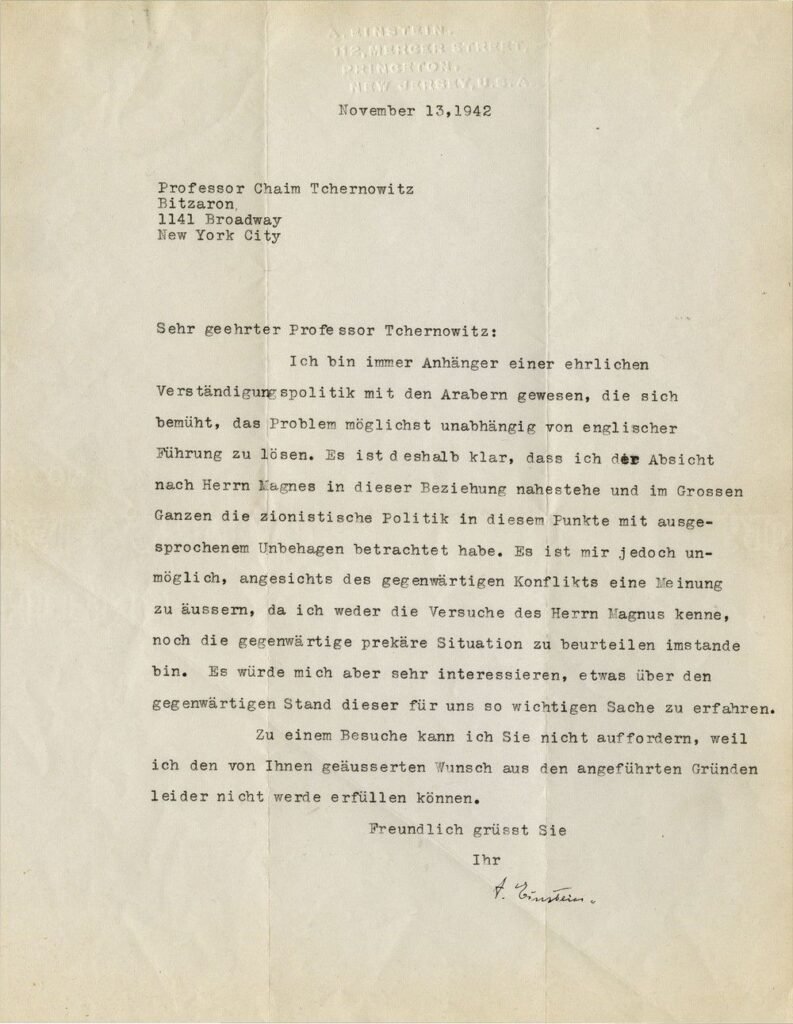 A. EINSTEIN.
112, MERCER STREET,
PRINCETON.
NEW JERSEY, U.S.A.
November 13,1942
Professor Chaim Tchernowitz
Bitzaron,
1141 Broadway
New York City
Sehr geehrter Professor Tchernowitz:
Ich bin immer Anhänger einer ehrlichen
Verständigungspolitik mit den Arabern gewesen, die sich
bemüht, das Problem möglichst unabhängig von englischer
Führung zu lösen. Es ist deshalb klar, dass ich der Absicht
nach Herrn Magnes in dieser Beziehung nahestehe und im Grossen
Ganzen die zionistische Politik in diesem Punkte mit ausge-
sprochenem Unbehagen betrachtet habe. Es ist mir jedoch un-
möglich, angesichts des gegenwärtigen Konflikts eine Meinung
zu äussern, da ich weder die Versuche des Herrn Magnus kenne,
noch die gegenwärtige prekäre Situation zu beurteilen imstande
bin. Es würde mich aber sehr interessieren, etwas über den
gegenwärtigen Stand dieser für uns so wichtigen Sache zu erfahren.
Zu einem Besuche kann ich Sie nicht auffordern, weil
ich den von Ihnen geäusserten Wunsch aus den angeführten Gründen
leider nicht werde erfüllen können.
Freundlich grüsst Sie
Ihr
A. Einstein.